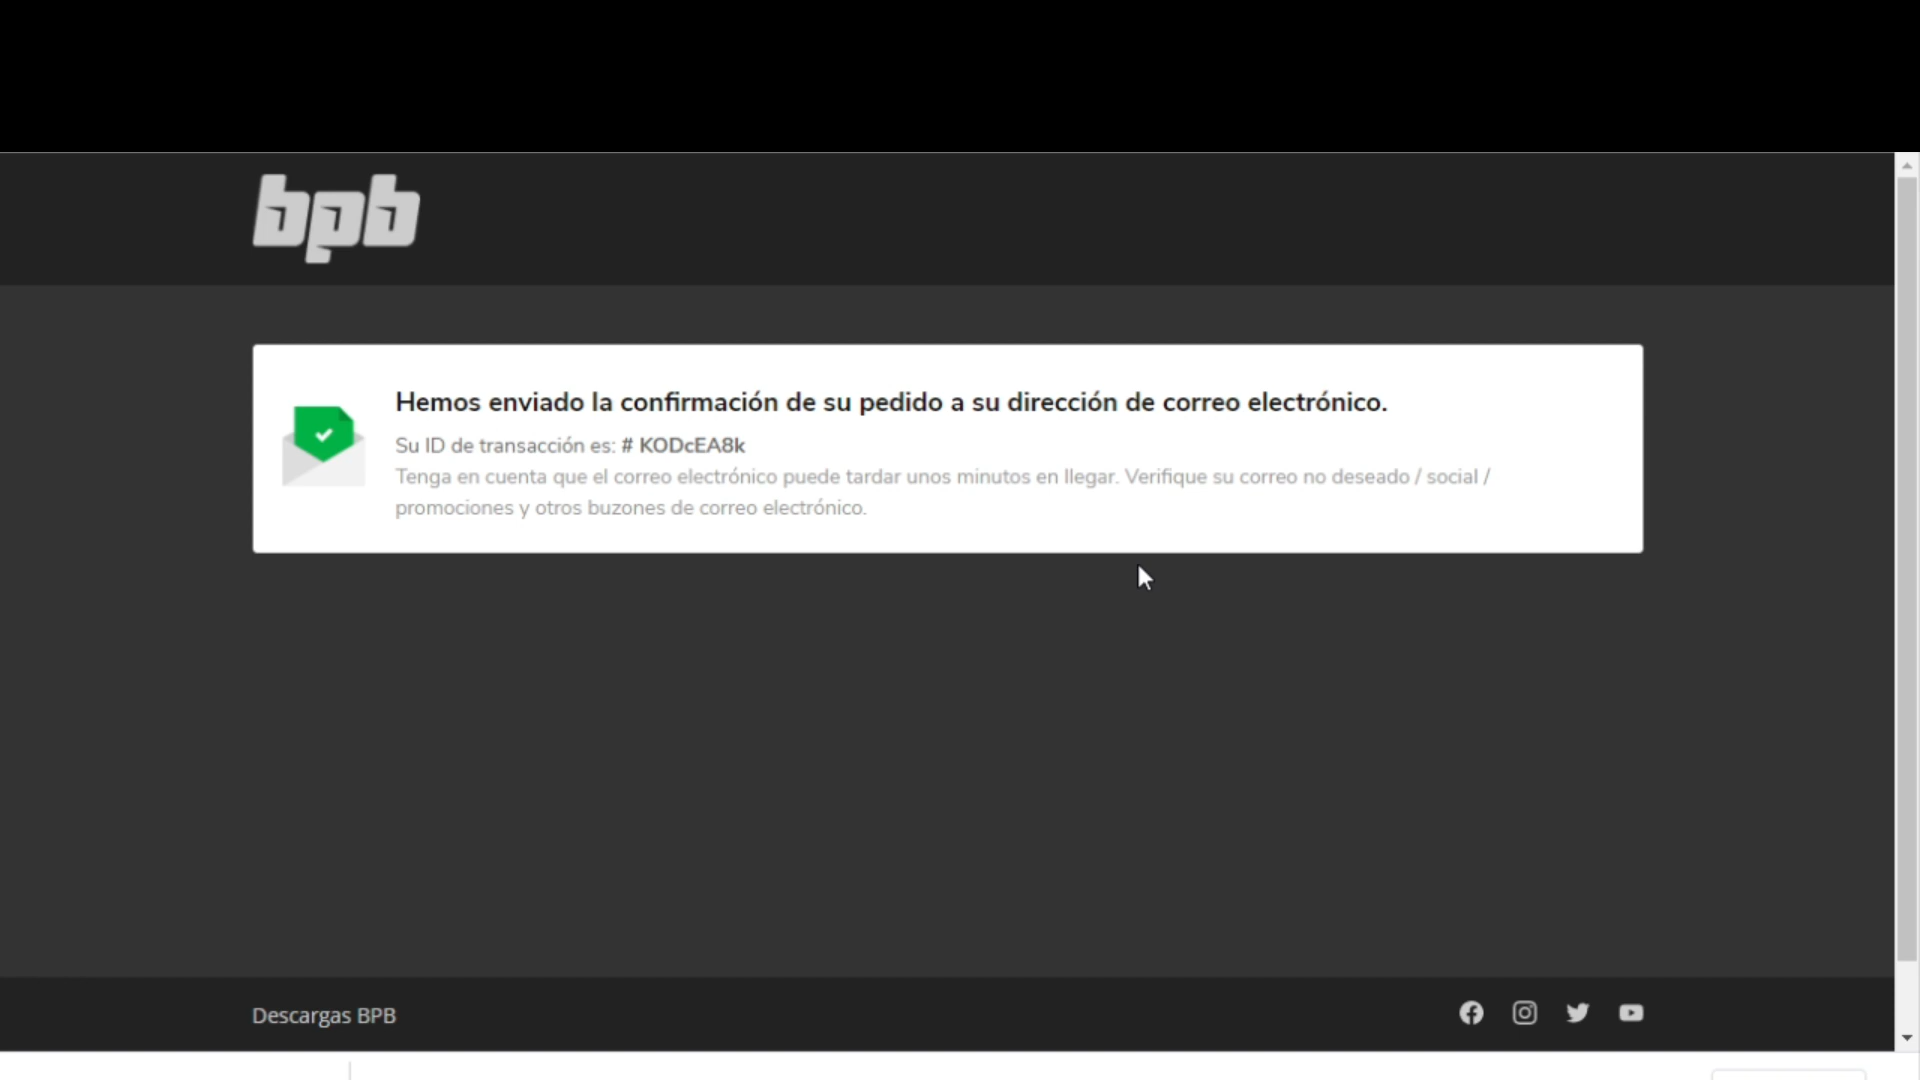 bpb
Hemos enviado la confirmación de su pedido a su dirección de correo electrónico.
Su ID de transacción es: # KODcEA8k
Tenga en cuenta que el correo electrónico puede tardar unos minutos en llegar. Verifique su correo no deseado / social /
promociones y otros buzones de correo electrónico.
Descargas BPB